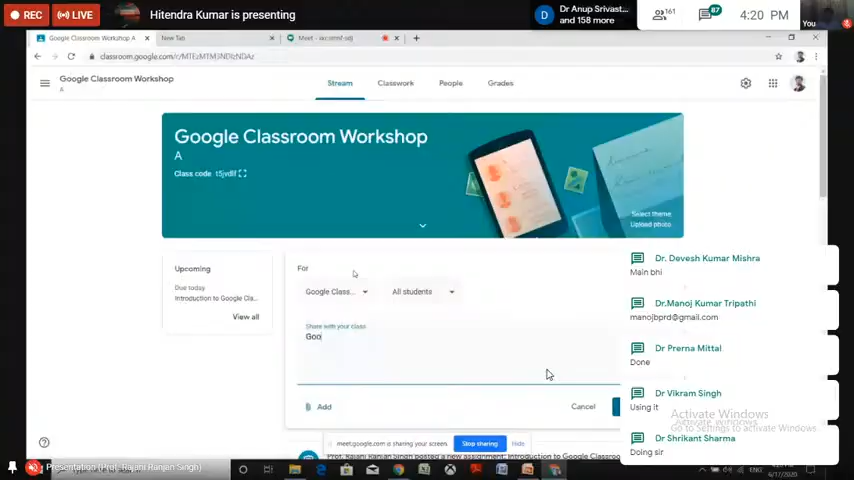 REC
LIVE
Hitendra Kumar is presenting
D
Dr Anup Srivast...
and 158 more
161
87
4:20 PM
You
Google Classroom Workshop A
New Tab
Google Classroom Workshop
A
Stream
Classwork
People
Grades
Google Classroom Workshop
A
Class code
Select theme
Upload photo
Upcoming
Due today
Introduction to Google Cla...
View all
For
Google Class...
All students
Share with your class
Goo
Add
Cancel
Dr. Devesh Kumar Mishra
Main bhi
Dr.Manoj Kumar Tripathi
manojbprd@gmail.com
Dr Prerna Mittal
Done
Dr Vikram Singh
Using it
Activate Windows
Go to Settings to activate Windows.
Dr Shrikant Sharma
Doing sir
meet.google.com is sharing your screen.
Stop sharing
Hide
Prof. Rajani Ranjan Singh posted a new assignment: Introduction to Google Classroom
Presentation (Prof. Rajani Ranjan Singh)
ENG
4/17/2020